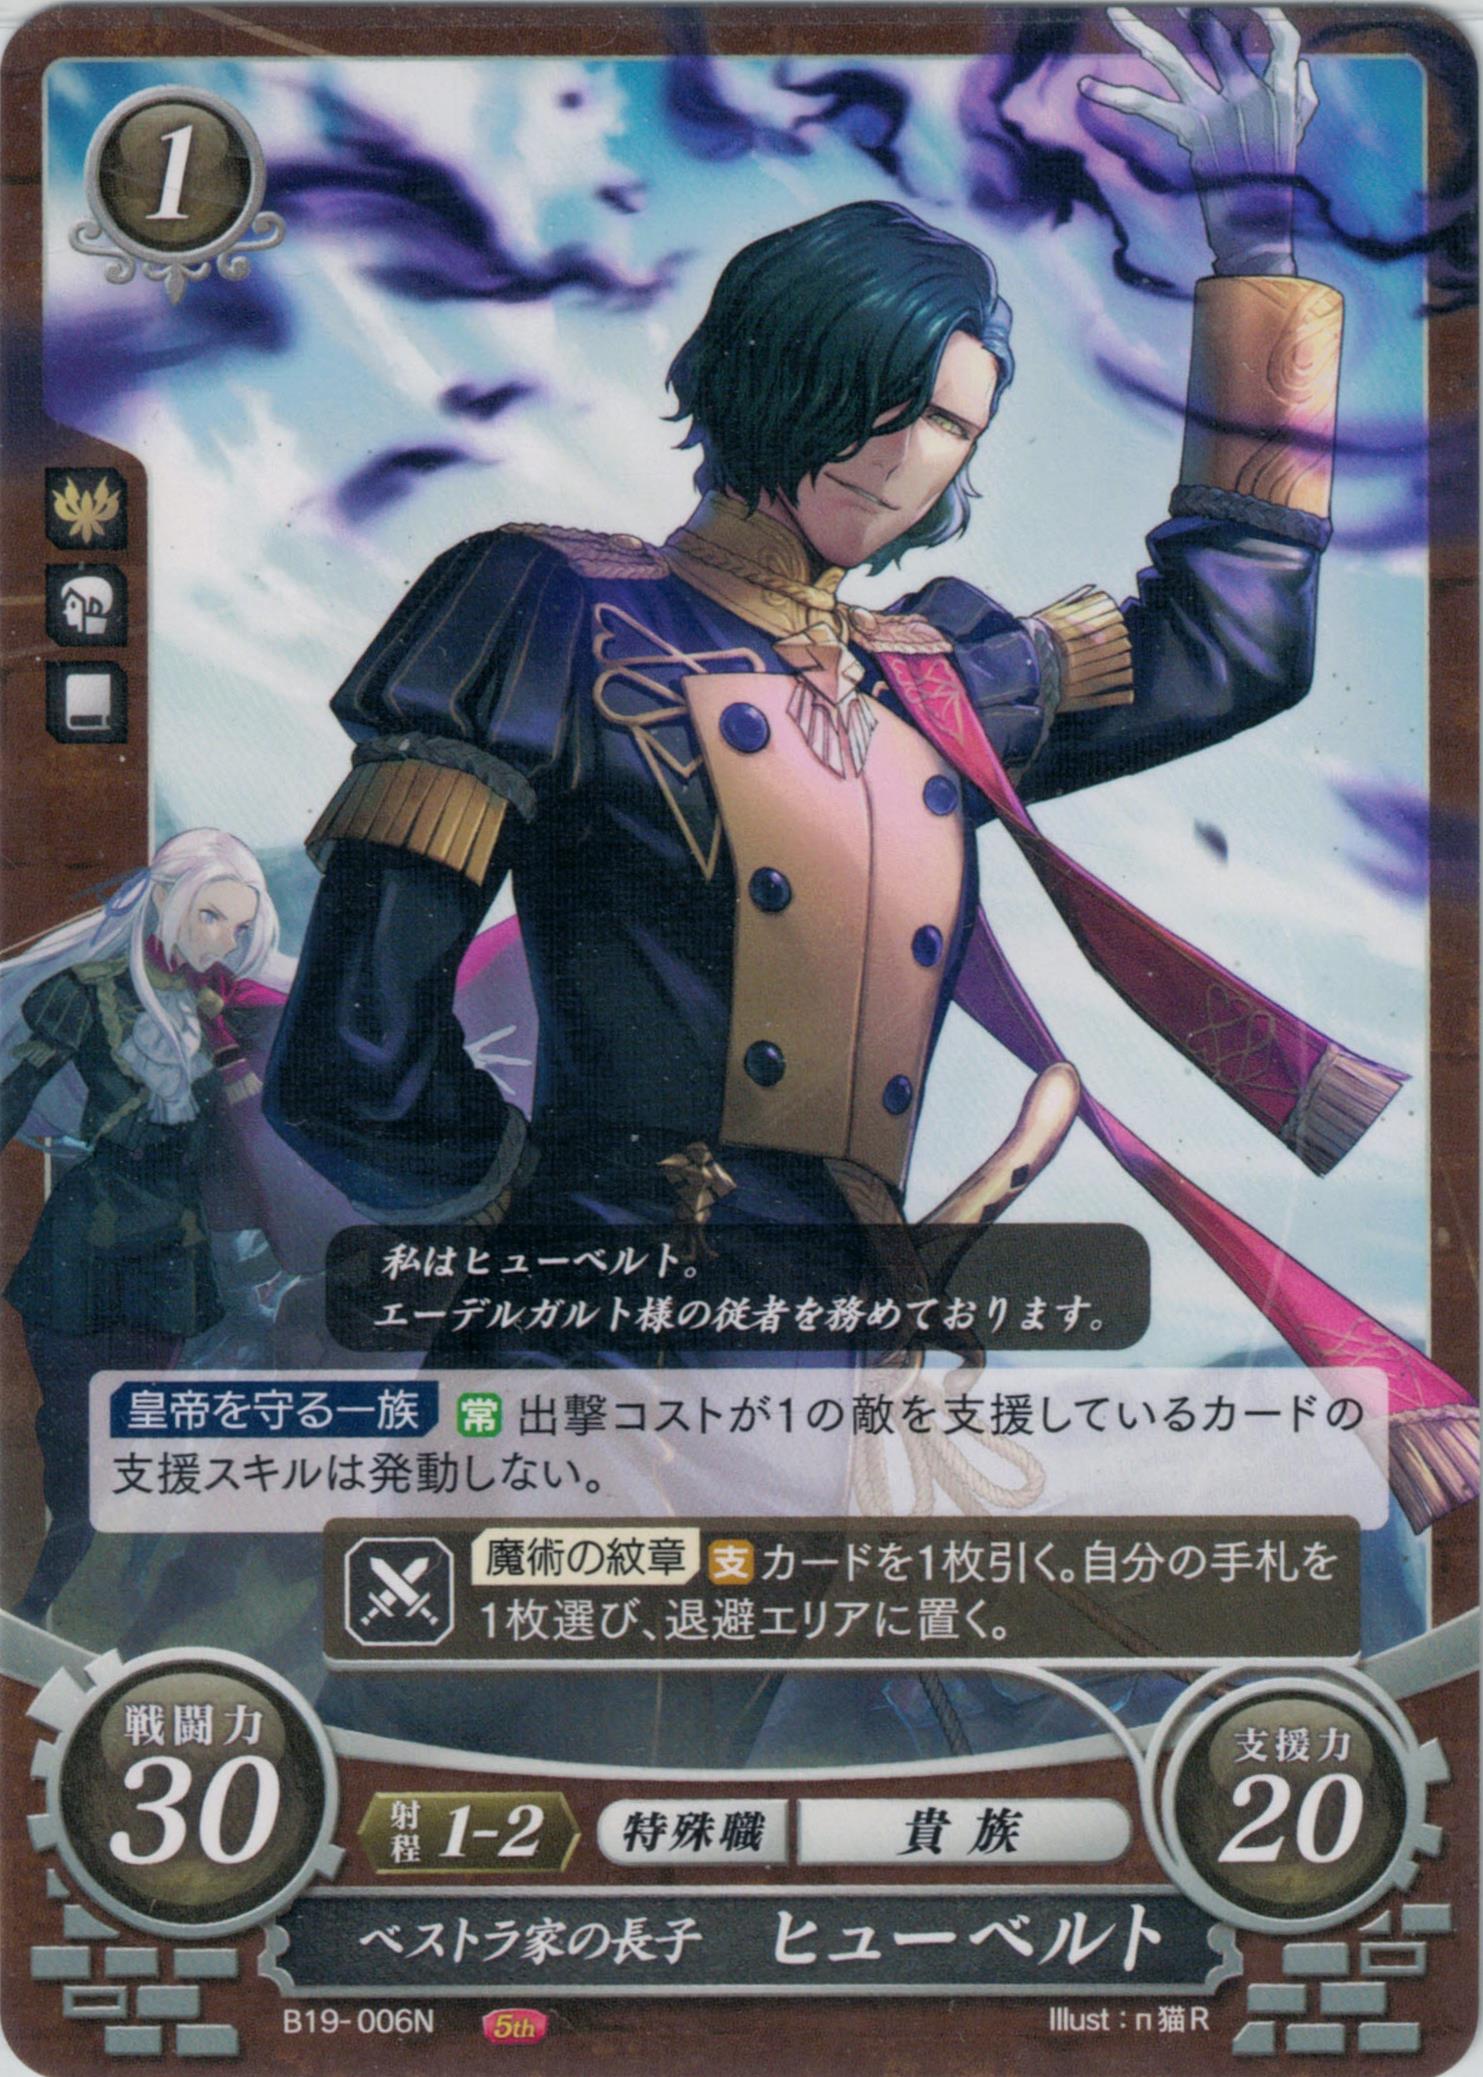 1
私はヒューベルト。
エーデルガルト様の従者を務めております。
皇帝を守る一族 常 出撃コストが1の敵を支援しているカードの
支援スキルは発動しない。
魔術の紋章 支 カードを1枚引く。自分の手札を
1枚選び、退避エリアに置く。
戦闘力
30
射程 1-2
特殊職
貴族
支援力
20
ベストラ家の長子 ヒューベルト
B19-006N
5th
Illust：n猫R